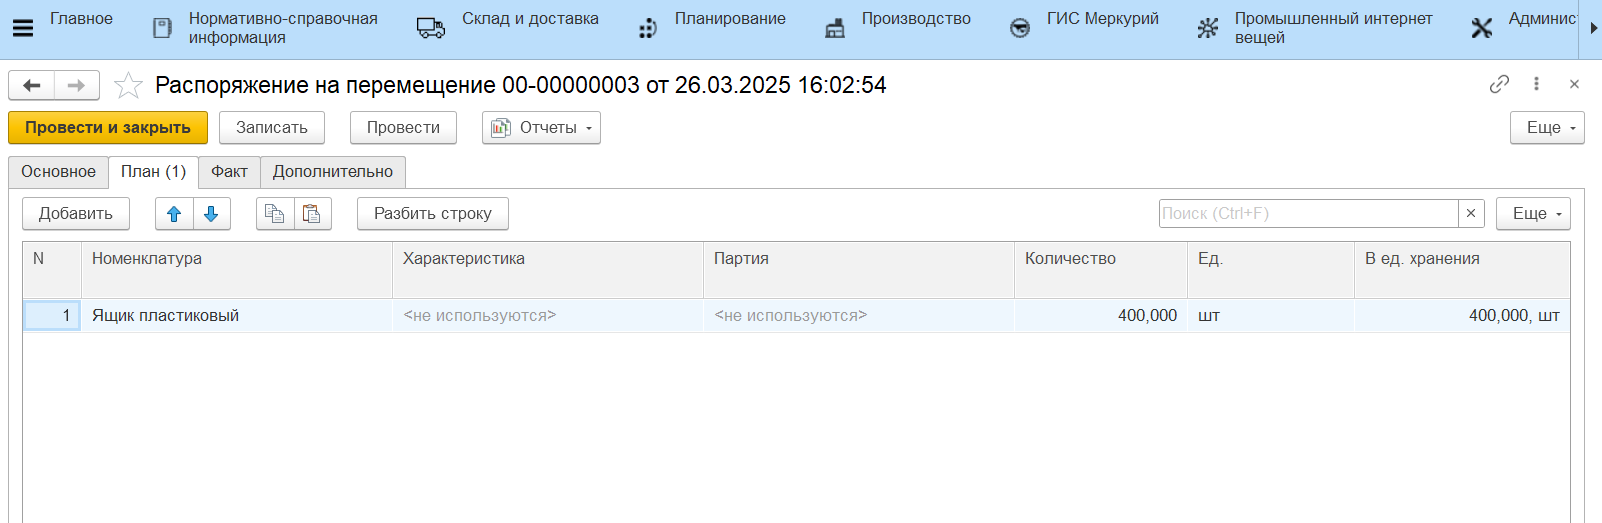 Главное
Нормативно-справочная
информация
Склад и доставка
Планирование
Производство
ГИС Меркурий
Промышленный интернет
вещей
Админис
Распоряжение на перемещение 00-00000003 от 26.03.2025 16:02:54
Провести и закрыть
Записать
Провести
Отчеты
Еще
Основное
План (1)
Факт
Дополнительно
Добавить
Разбить строку
Поиск (Ctrl+F)
×
Еще
N Номенклатура Характеристика Партия Количество Ед. В ед. хранения
1 Ящик пластиковый <не используются> <не используются> 400,000 шт 400,000, шт